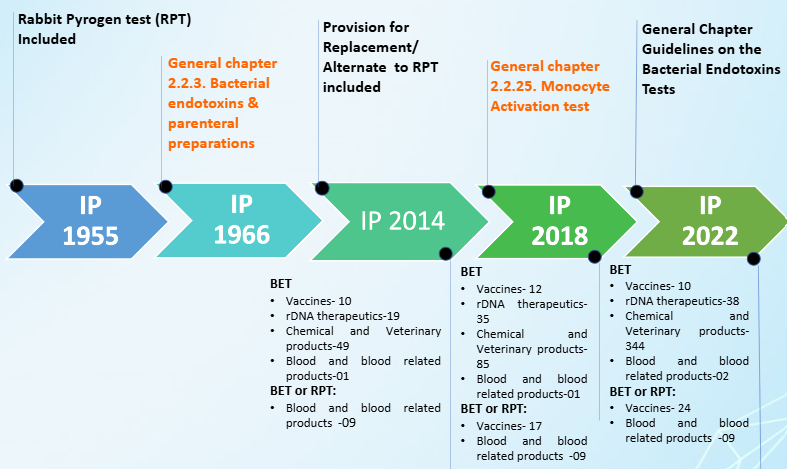 Rabbit Pyrogen test (RPT)
Included
General chapter
2.2.3. Bacterial
endotoxins &
parenteral
preparations
Provision for
Replacement/
Alternate to RPT
included
General chapter
2.2.25. Monocyte
Activation test
General Chapter
Guidelines on the
Bacterial Endotoxins
Tests
IP
1955
IP
1966
IP 2014
IP
2018
IP
2022
BET
• Vaccines- 10
• rDNA therapeutics-19
• Chemical and Veterinary
products-49
• Blood and blood related
products-01
BET or RPT:
• Blood and blood related
products -09
BET
• Vaccines- 12
• rDNA therapeutics-
35
• Chemical and
Veterinary products-
85
• Blood and blood
related products-01
BET or RPT:
• Vaccines- 17
• Blood and blood
related products -09
BET
• Vaccines- 10
• rDNA therapeutics-38
• Chemical and
Veterinary products-
344
• Blood and blood
related products-02
BET or RPT:
• Vaccines- 24
• Blood and blood
related products -09